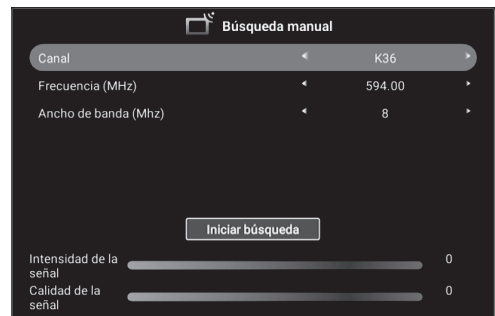 Búsqueda manual
Canal K36
Frecuencia (MHz) 594.00
Ancho de banda (Mhz) 8
Iniciar búsqueda
Intensidad de la señal 0
Calidad de la señal 0